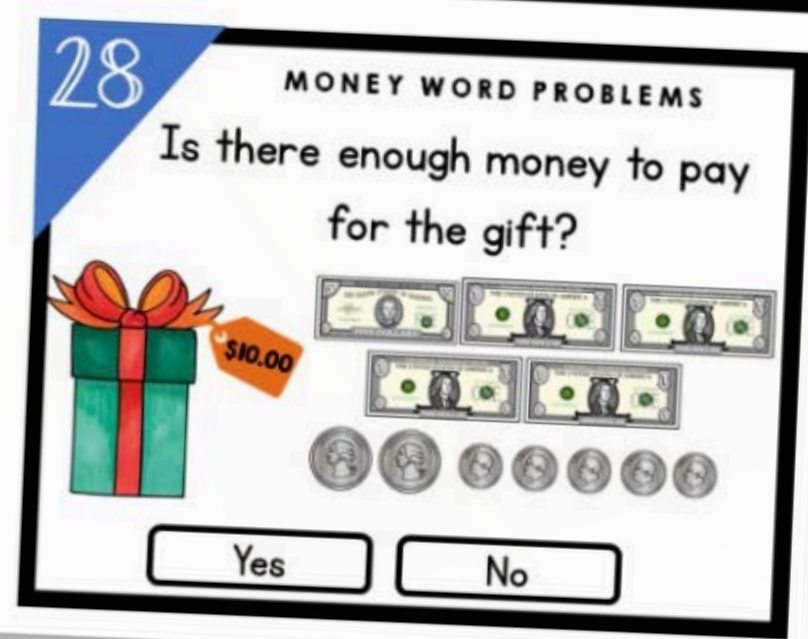 28
MONEY WORD PROBLEMS
Is there enough money to pay
for the gift?
$10.00
Yes
No